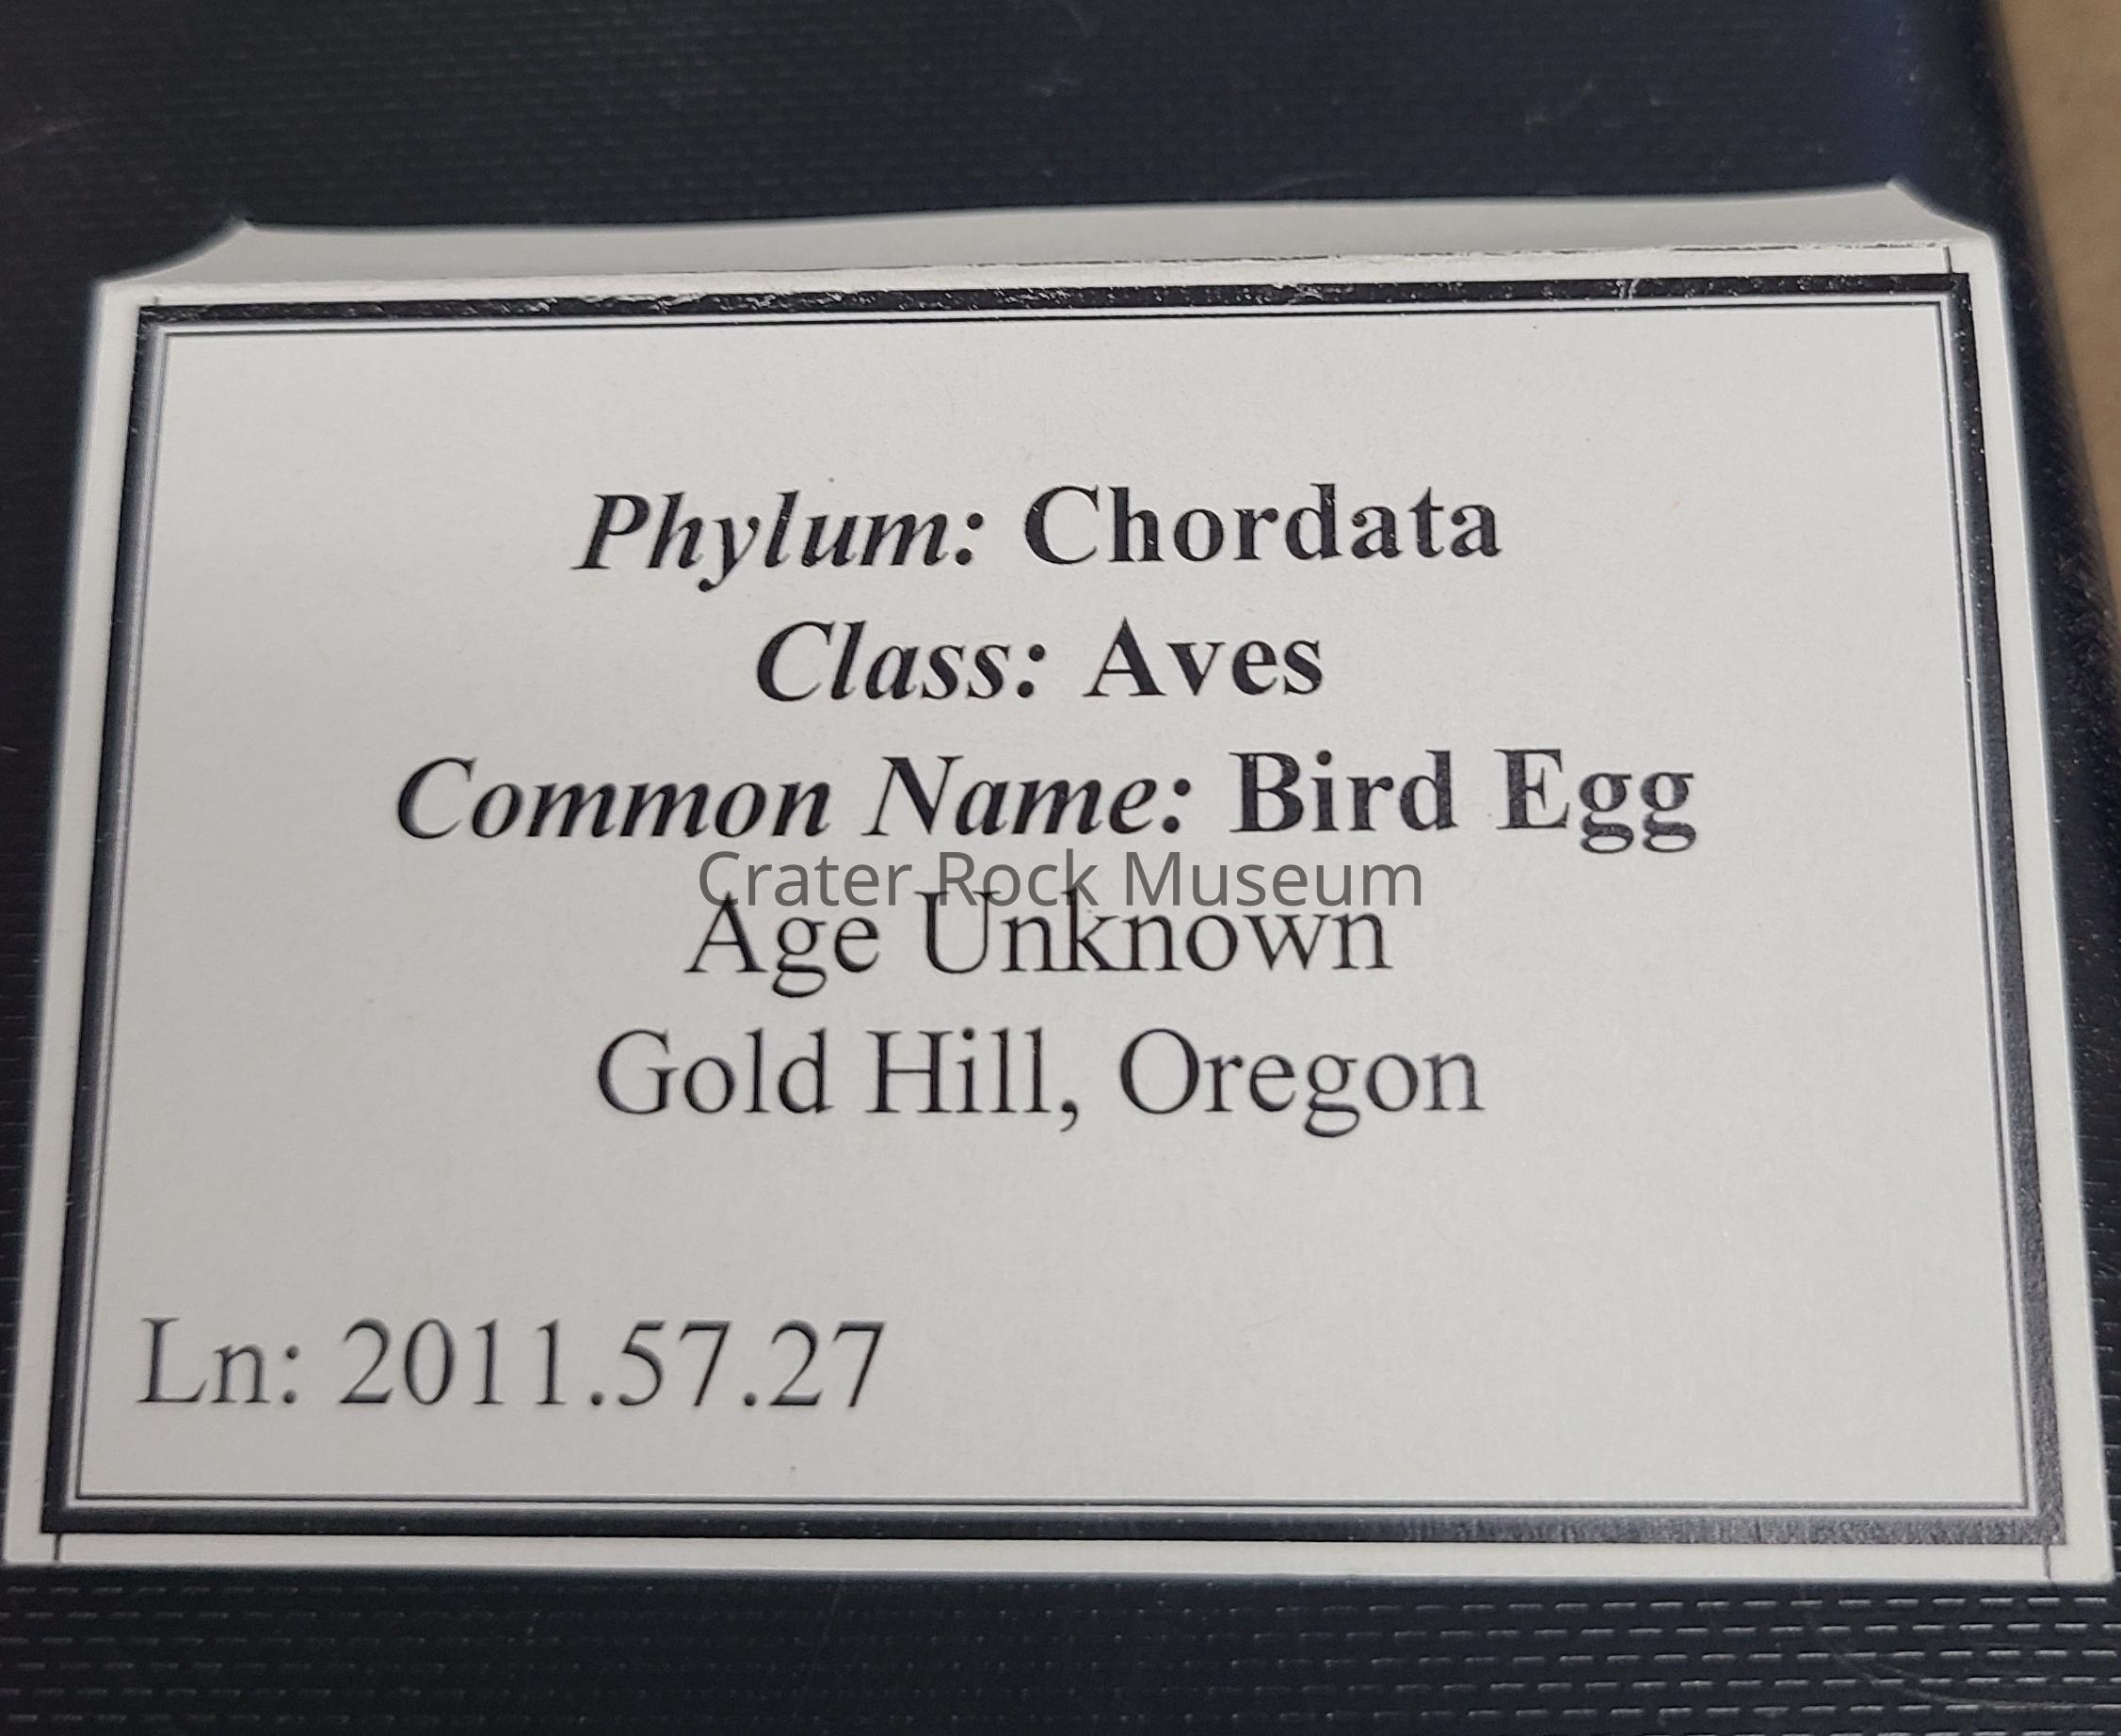 Phylum: Chordata
Class: Aves
Common Name: Bird Egg
Crater Rock Museum
Age Unknown
Gold Hill, Oregon
Ln: 2011.57.27